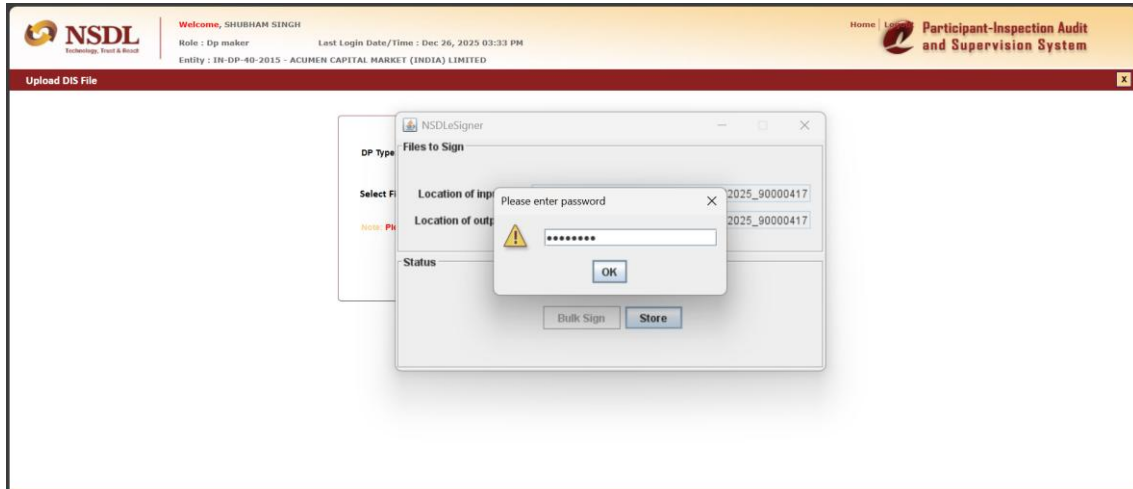 NSDL
Technology, Trust & Reach
Welcome, SHUBHAM SINGH
Role : Dp maker Last Login Date/Time : Dec 26, 2025 03:33 PM
Entity : IN-DP-40-2015 - ACUMEN CAPITAL MARKET (INDIA) LIMITED
Home
Participant-Inspection Audit
and Supervision System
Upload DIS File
X
DP Type
Select Fi
Note: Ple
NSDLeSigner
Files to Sign
Location of inp 2025_90000417
Location of outp 2025_90000417
Please enter password
••••••••
OK
Status
Bulk Sign Store